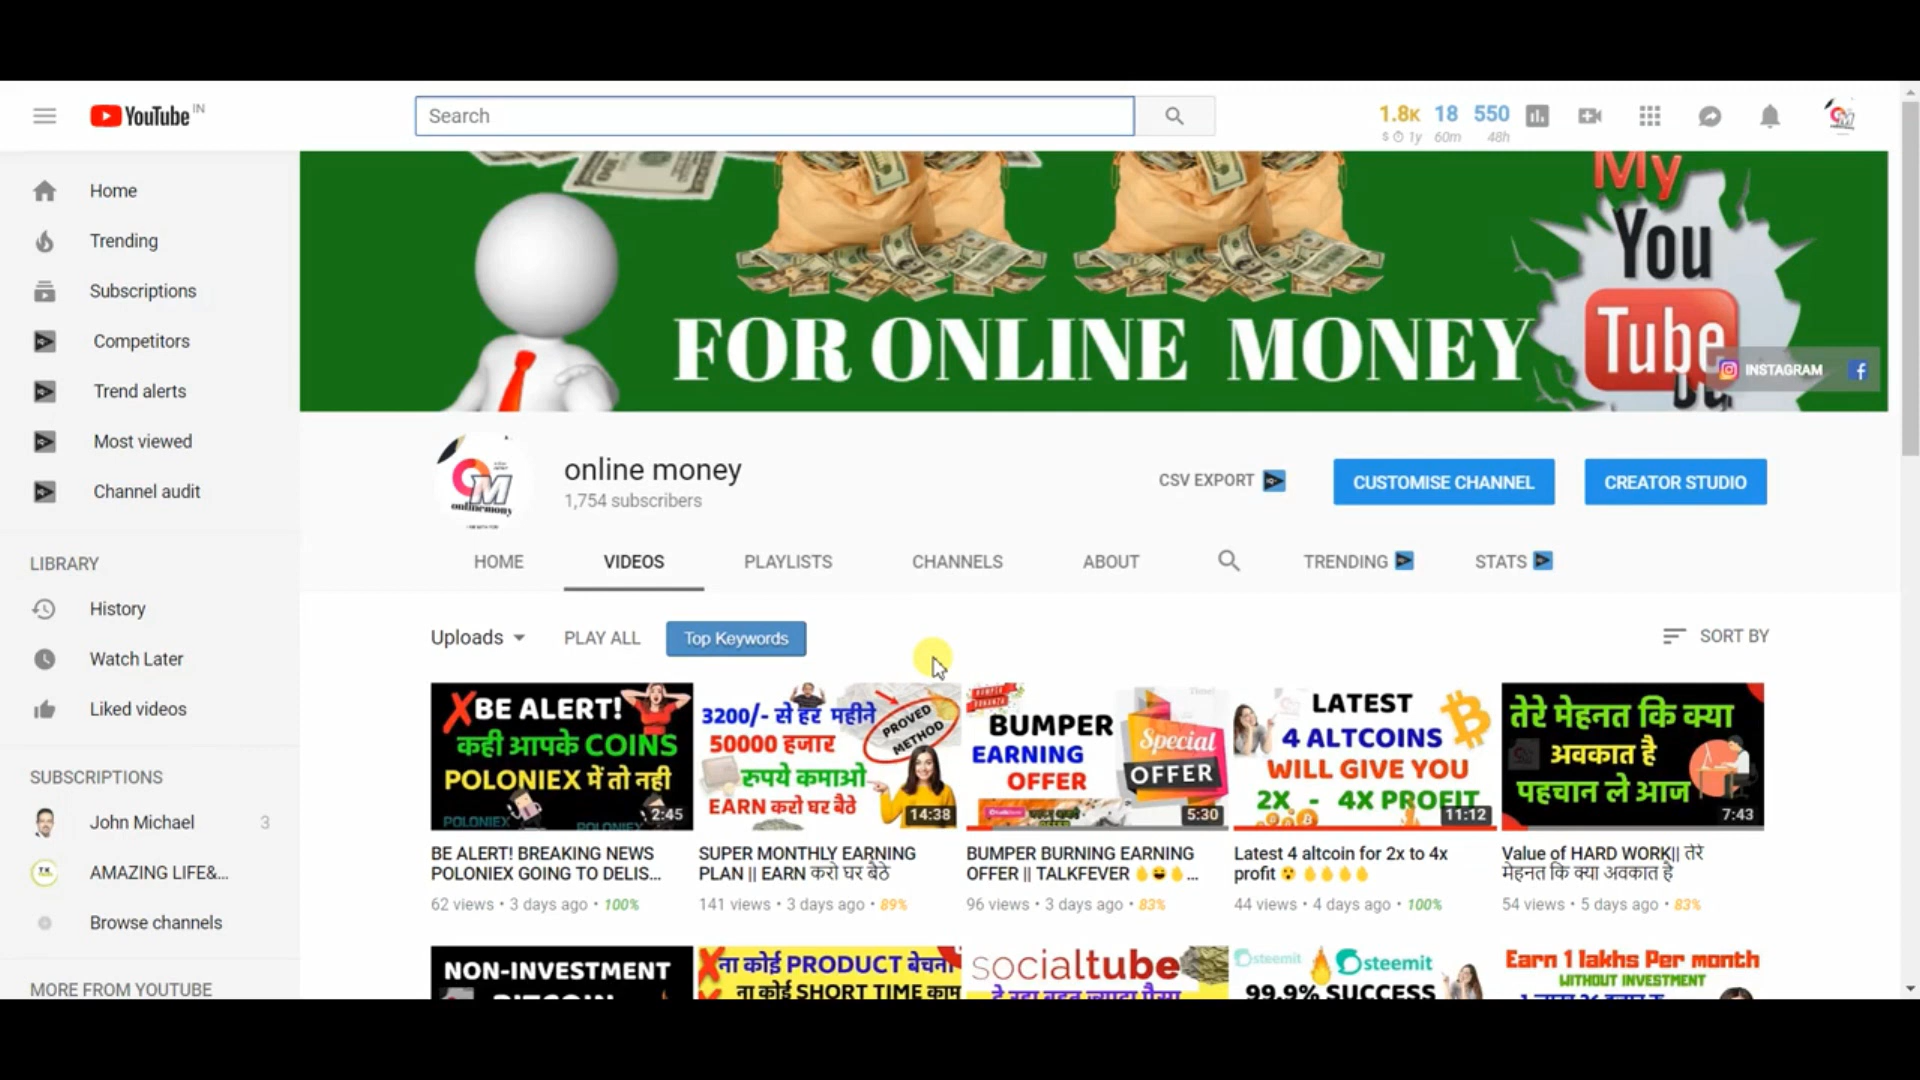 YouTube IN
Search
1.8K 18 550
$ 1y 60m 48h
Home
Trending
Subscriptions
Competitors
Trend alerts
Most viewed
Channel audit
LIBRARY
History
Watch Later
Liked videos
SUBSCRIPTIONS
John Michael 3
AMAZING LIFE&...
Browse channels
MORE FROM YOUTUBE
My
You
Tube
FOR ONLINE MONEY
INSTAGRAM
online money
1,754 subscribers
CSV EXPORT
CUSTOMISE CHANNEL
CREATOR STUDIO
HOME VIDEOS PLAYLISTS CHANNELS ABOUT TRENDING STATS
Uploads PLAY ALL Top Keywords
SORT BY
BE ALERT!
कही आपके COINS
POLONIEX में तो नही
POLONIEX
2:45
BE ALERT! BREAKING NEWS
POLONIEX GOING TO DELIS...
62 views • 3 days ago • 100%
3200/- से हर महीने
50000 हजार
रुपये कमाओ
EARN करो घर बैठे
PROVED
METHOD
14:38
SUPER MONTHLY EARNING
PLAN || EARN करो घर बैठे
141 views • 3 days ago • 89%
BUMPER
EARNING
OFFER
Special
OFFER
5:30
BUMPER BURNING EARNING
OFFER || TALKFEVER 🔥😄🔥...
96 views • 3 days ago • 83%
LATEST
4 ALTCOINS
WILL GIVE YOU
2X - 4X PROFIT
11:12
Latest 4 altcoin for 2x to 4x
profit 😲🔥🔥🔥🔥
44 views • 4 days ago • 100%
तेरे मेहनत कि क्या
अवकात है
पहचान ले आज
7:43
Value of HARD WORK|| तेरे
मेहनत कि क्या अवकात है
54 views • 5 days ago • 83%
NON-INVESTMENT
BITCOIN
ना कोई PRODUCT बेचना
ना कोई SHORT TIME काम
socialtube
दे रहा बहुत ज्यादा पैसा
steemit
steemit
99.9% SUCCESS
Earn 1 lakhs Per month
WITHOUT INVESTMENT